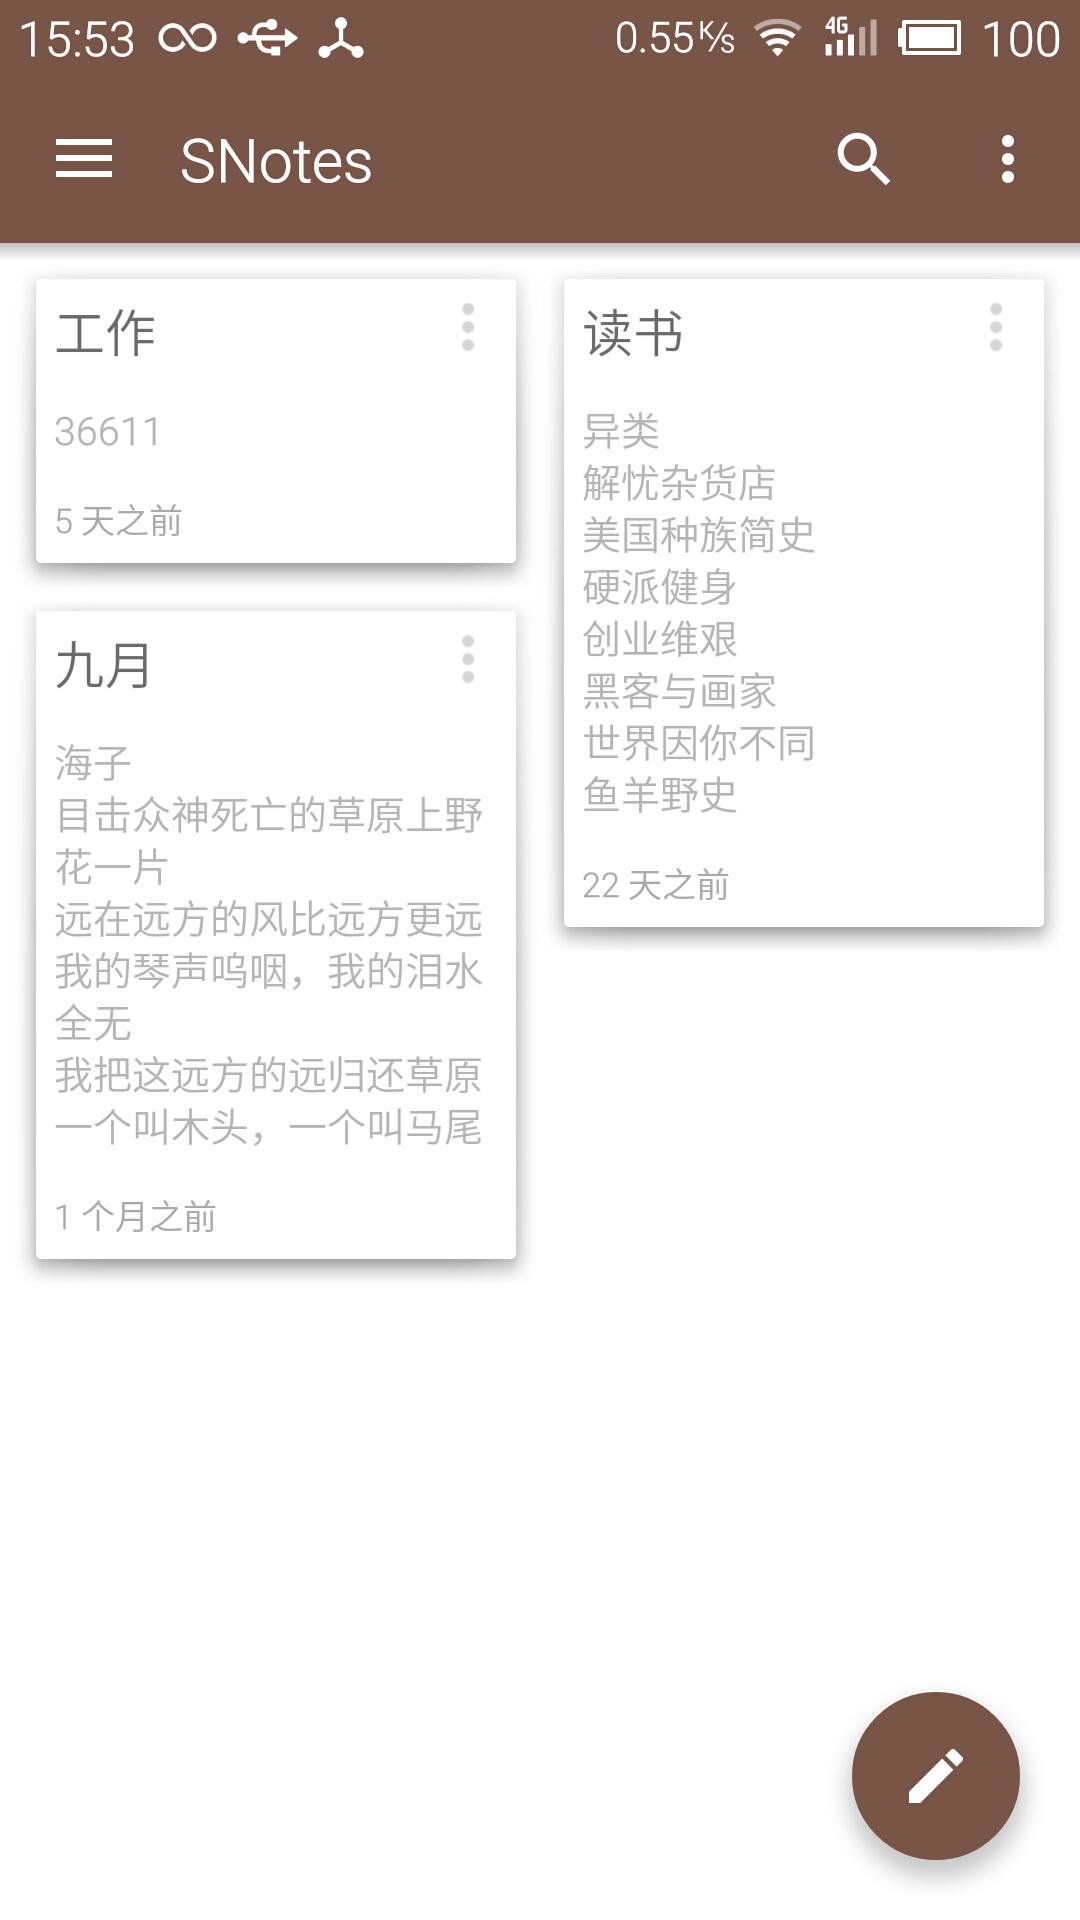 15:53 0.55K/s 4G 100
SNotes
工作
36611
5 天之前
九月
海子
目击众神死亡的草原上野
花一片
远在远方的风比远方更远
我的琴声呜咽，我的泪水
全无
我把这远方的远归还草原
一个叫木头，一个叫马尾
1 个月之前
读书
异类
解忧杂货店
美国种族简史
硬派健身
创业维艰
黑客与画家
世界因你不同
鱼羊野史
22 天之前